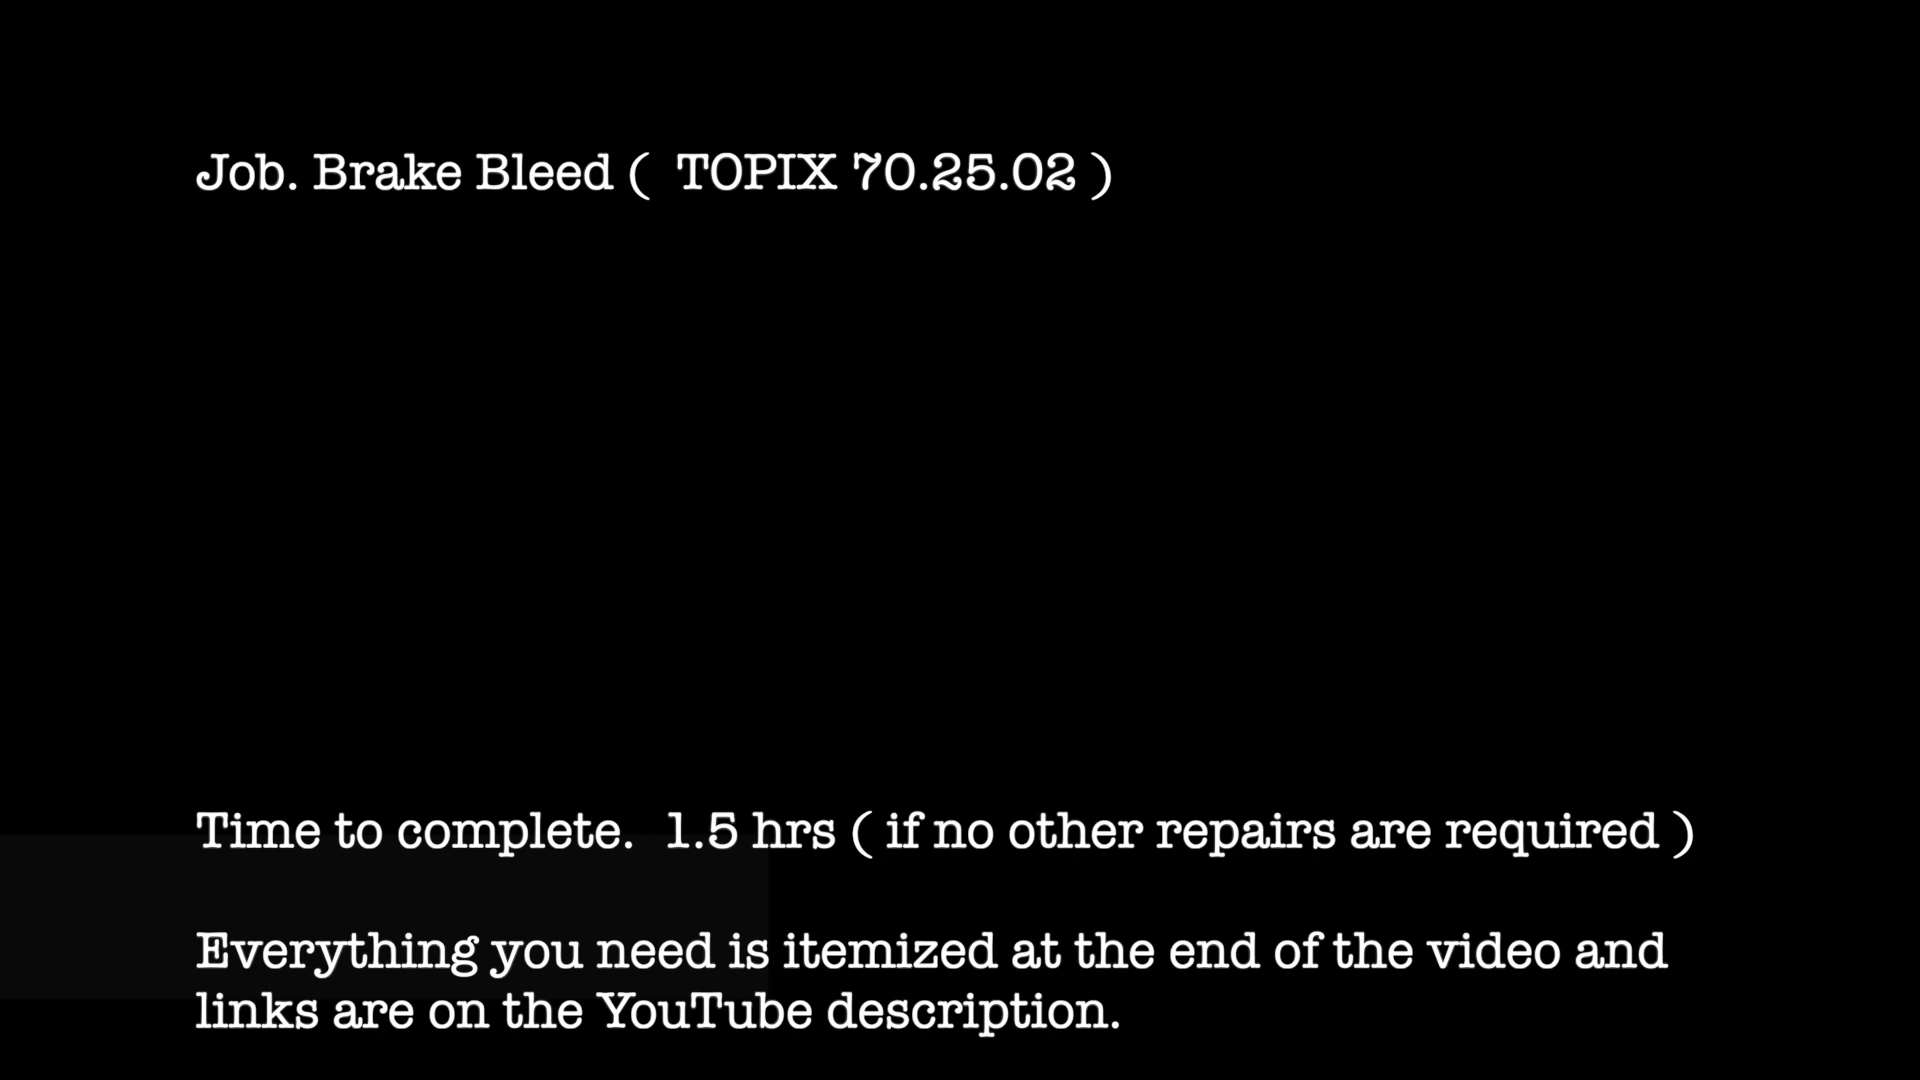 Job. Brake Bleed ( TOPIX 70.25.02 )
Time to complete. 1.5 hrs ( if no other repairs are required )
Everything you need is itemized at the end of the video and
links are on the YouTube description.